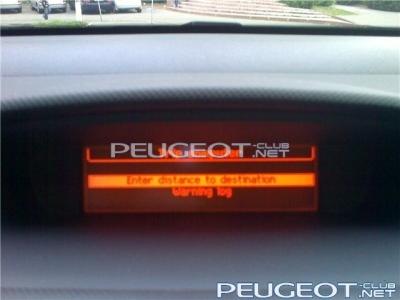 PEUGEOT-CLUB.NET
Enter distance to destination
Warning log
PEUGEOT-CLUB.NET